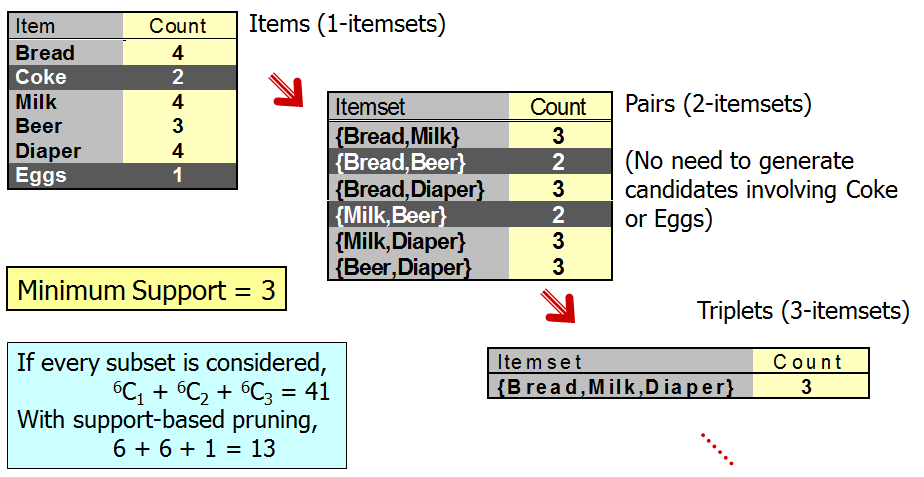 Item Count
Bread 4
Coke 2
Milk 4
Beer 3
Diaper 4
Eggs 1
Items (1-itemsets)
Itemset Count
{Bread,Milk} 3
{Bread,Beer} 2
{Bread,Diaper} 3
{Milk,Beer} 2
{Milk,Diaper} 3
{Beer,Diaper} 3
Pairs (2-itemsets)
(No need to generate
candidates involving Coke
or Eggs)
Minimum Support = 3
Triplets (3-itemsets)
If every subset is considered,
⁶C₁ + ⁶C₂ + ⁶C₃ = 41
With support-based pruning,
6 + 6 + 1 = 13
Itemset Count
{Bread,Milk,Diaper} 3